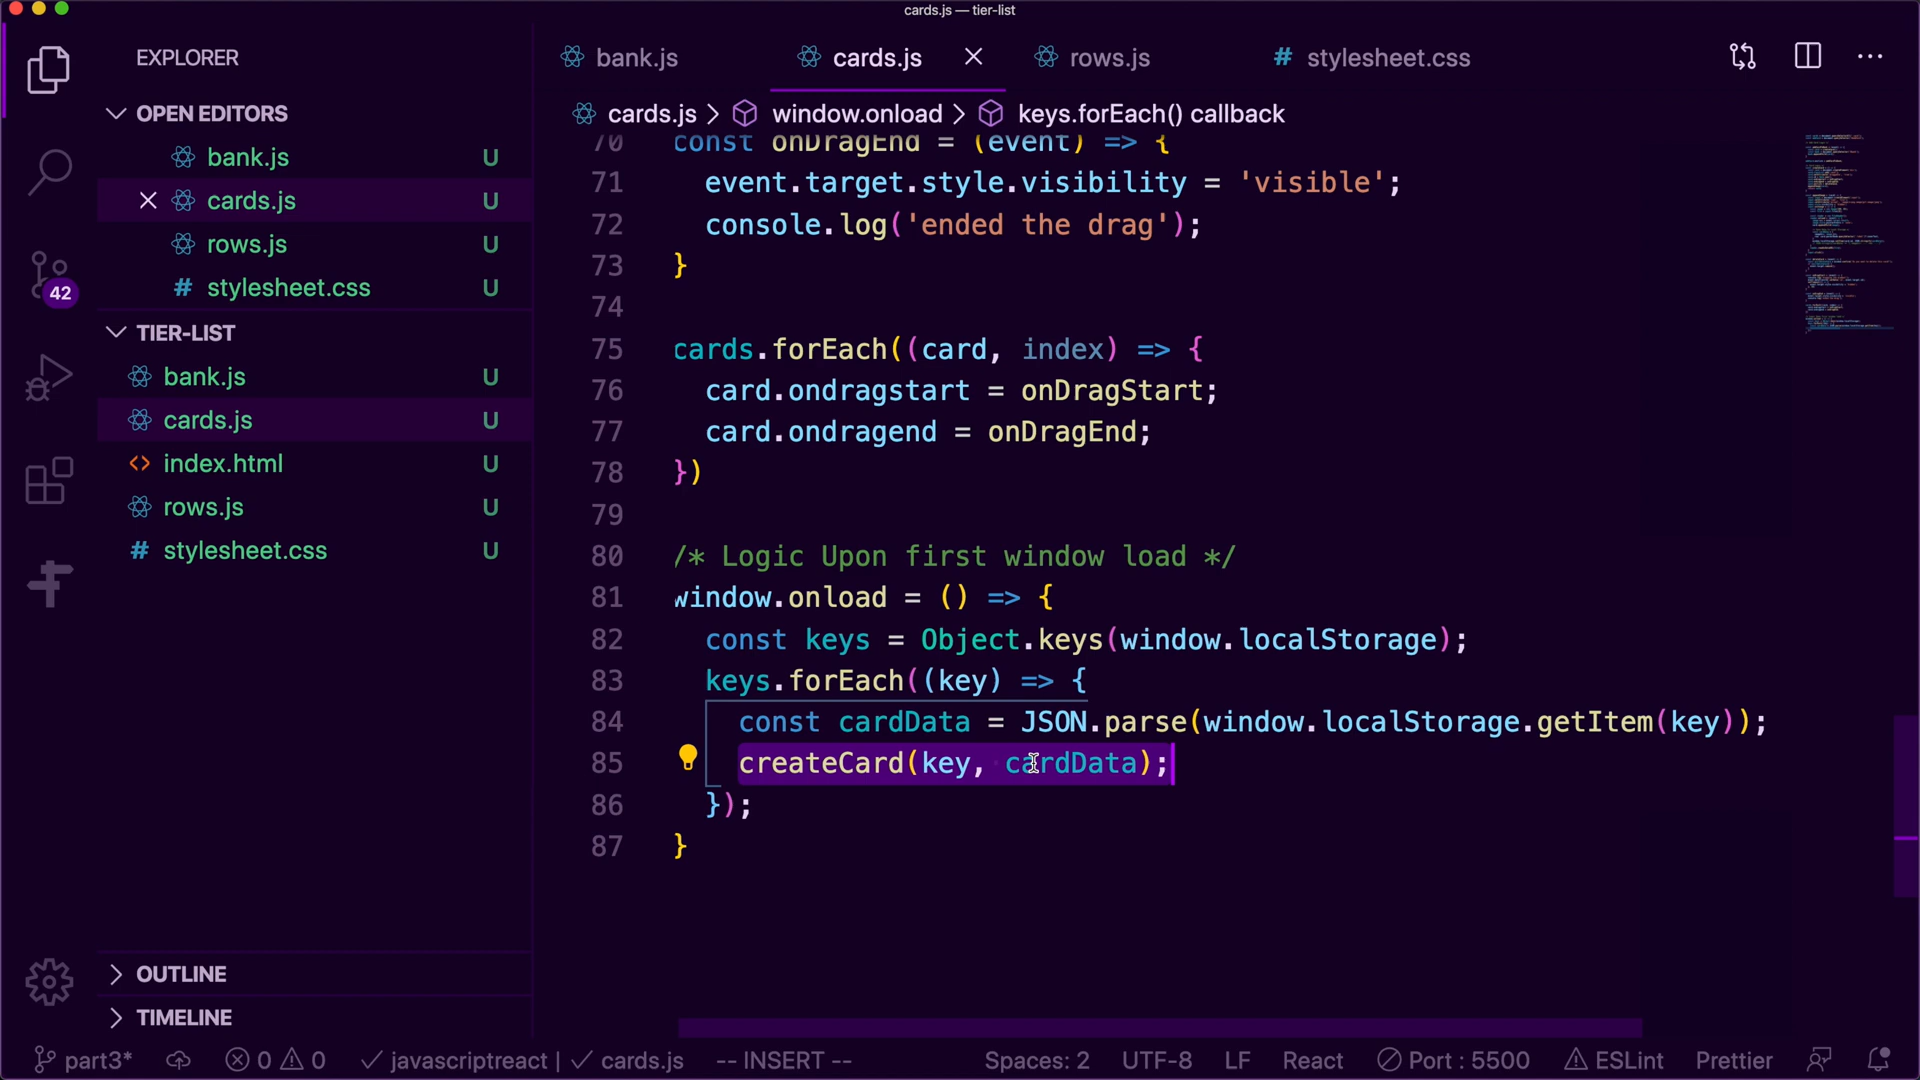 cards.js — tier-list
EXPLORER
OPEN EDITORS
bank.js U
cards.js U
rows.js U
stylesheet.css U
42
TIER-LIST
bank.js U
cards.js U
index.html U
rows.js U
stylesheet.css U
OUTLINE
TIMELINE
bank.js cards.js rows.js # stylesheet.css
cards.js > window.onload > keys.forEach() callback
70 const onDragEnd = (event) => {
71 event.target.style.visibility = 'visible';
72 console.log('ended the drag');
73 }
74
75 cards.forEach((card, index) => {
76 card.ondragstart = onDragStart;
77 card.ondragend = onDragEnd;
78 })
79
80 /* Logic Upon first window load */
81 window.onload = () => {
82 const keys = Object.keys(window.localStorage);
83 keys.forEach((key) => {
84 const cardData = JSON.parse(window.localStorage.getItem(key));
85 createCard(key, cardData);
86 });
87 }
part3* 0 0 javascriptreact | cards.js -- INSERT -- Spaces: 2 UTF-8 LF React Port : 5500 ESLint Prettier